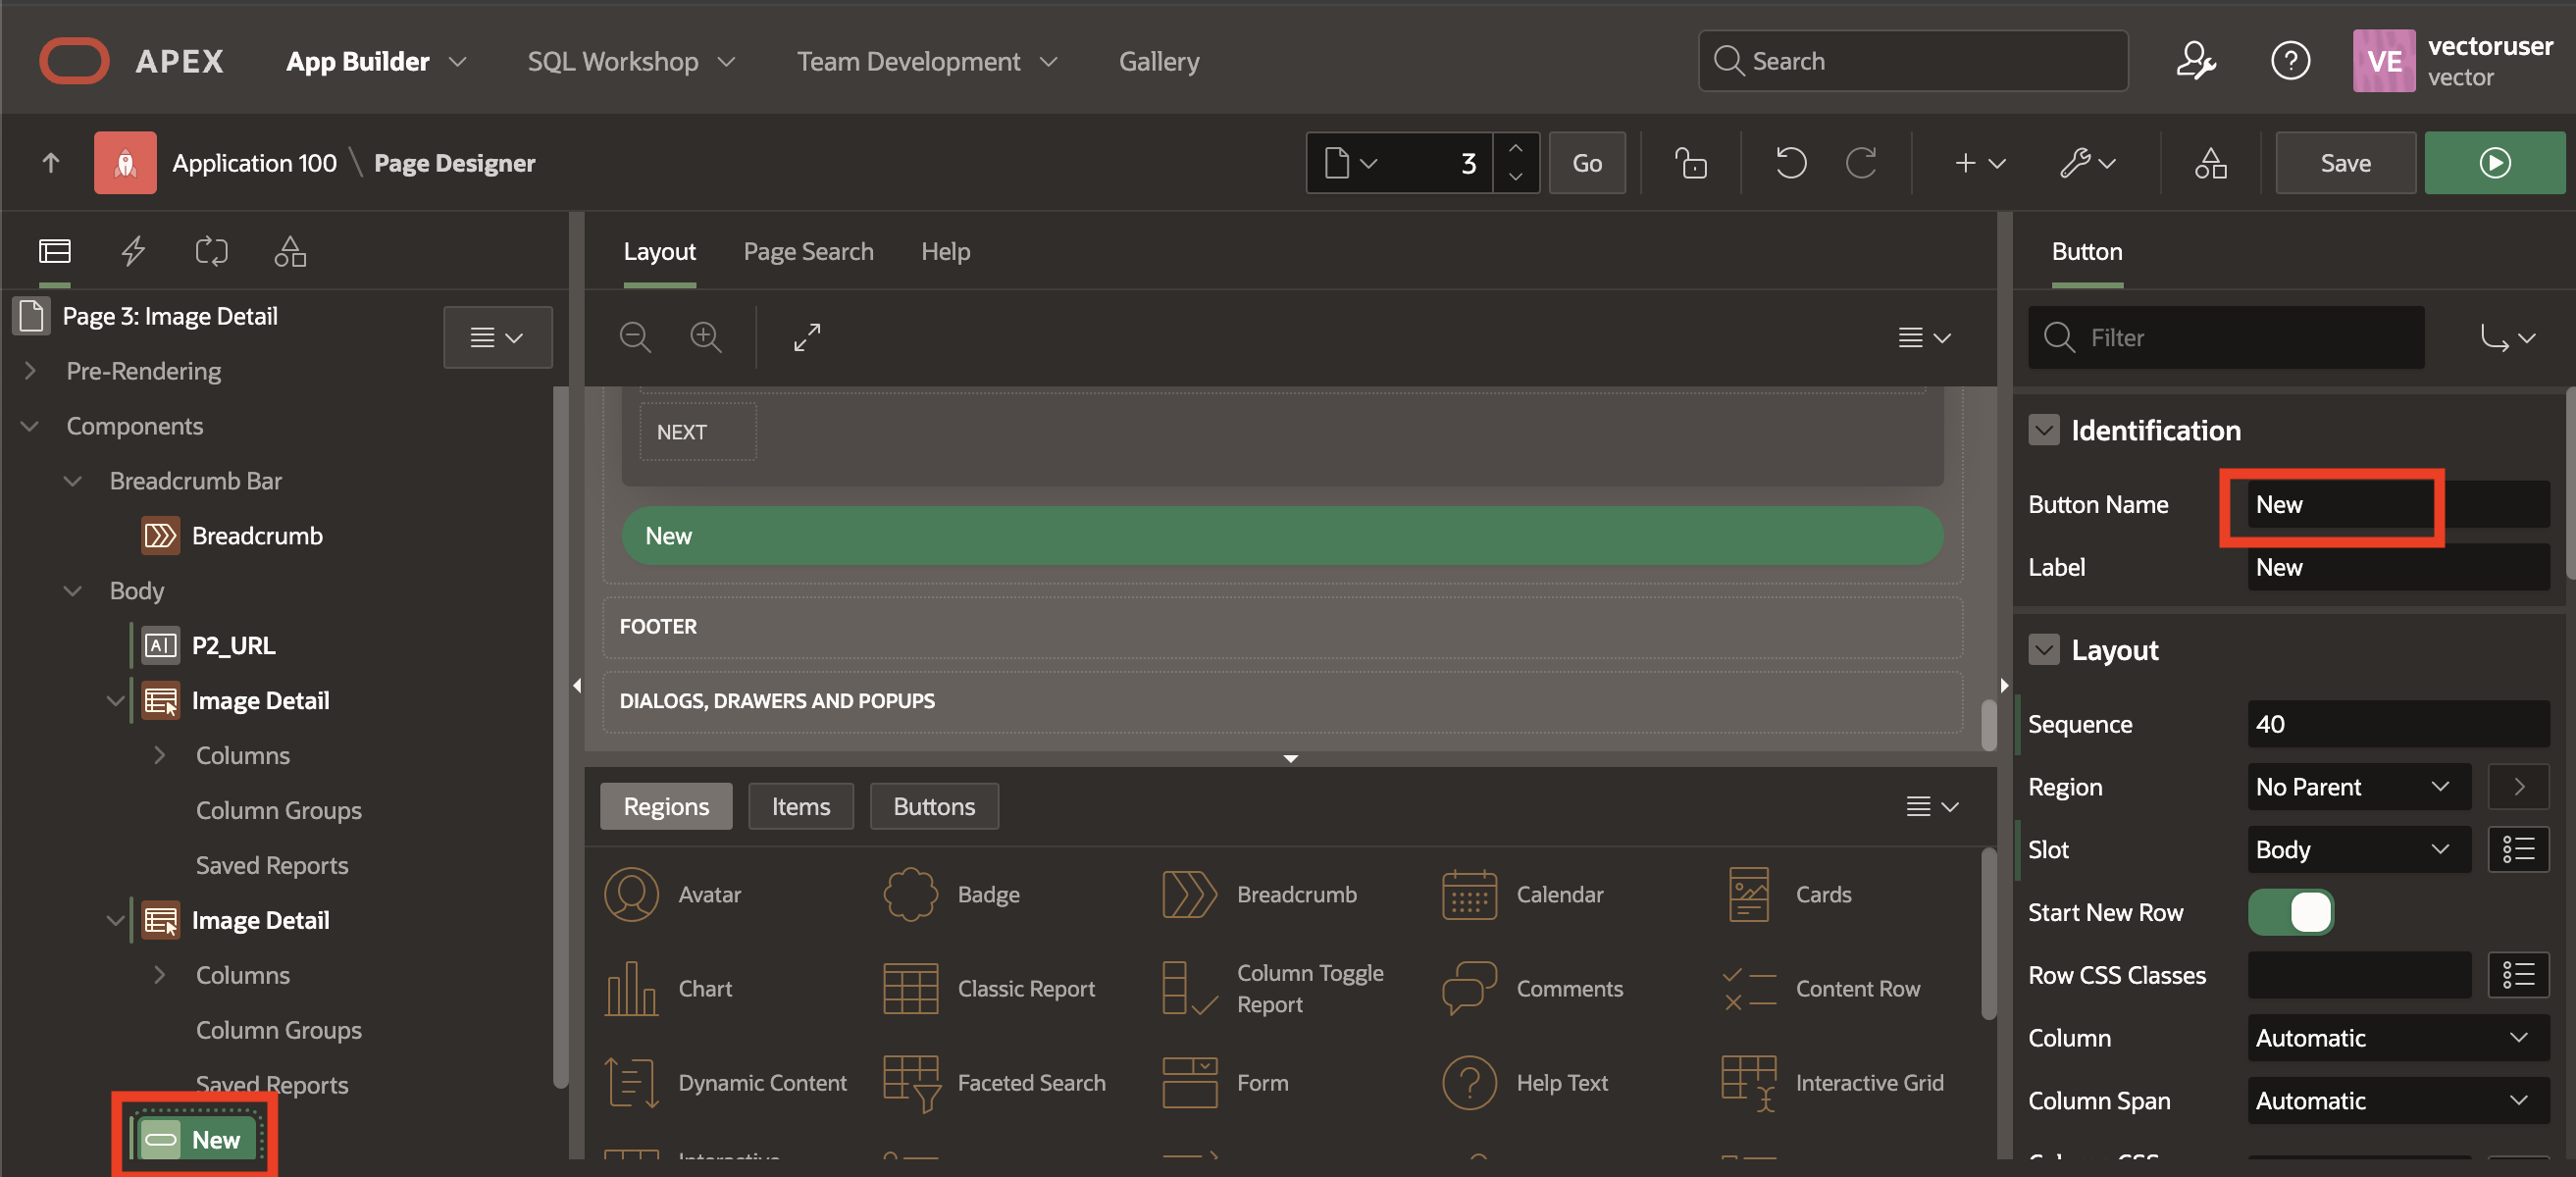 APEX App Builder SQL Workshop Team Development Gallery Search VE vectoruser
vector
Application 100 \ Page Designer 3 Go Save
Page 3: Image Detail
Pre-Rendering
Components
Breadcrumb Bar
Breadcrumb
Body
P2_URL
Image Detail
Columns
Column Groups
Saved Reports
Image Detail
Columns
Column Groups
Saved Reports
New
Layout Page Search Help
NEXT
New
FOOTER
DIALOGS, DRAWERS AND POPUPS
Regions Items Buttons
Avatar Badge Breadcrumb Calendar Cards
Chart Classic Report Column Toggle
Report Comments Content Row
Dynamic Content Faceted Search Form Help Text Interactive Grid
Interactive
Button
Filter
Identification
Button Name New
Label New
Layout
Sequence 40
Region No Parent
Slot Body
Start New Row
Row CSS Classes
Column Automatic
Column Span Automatic
Column CSS